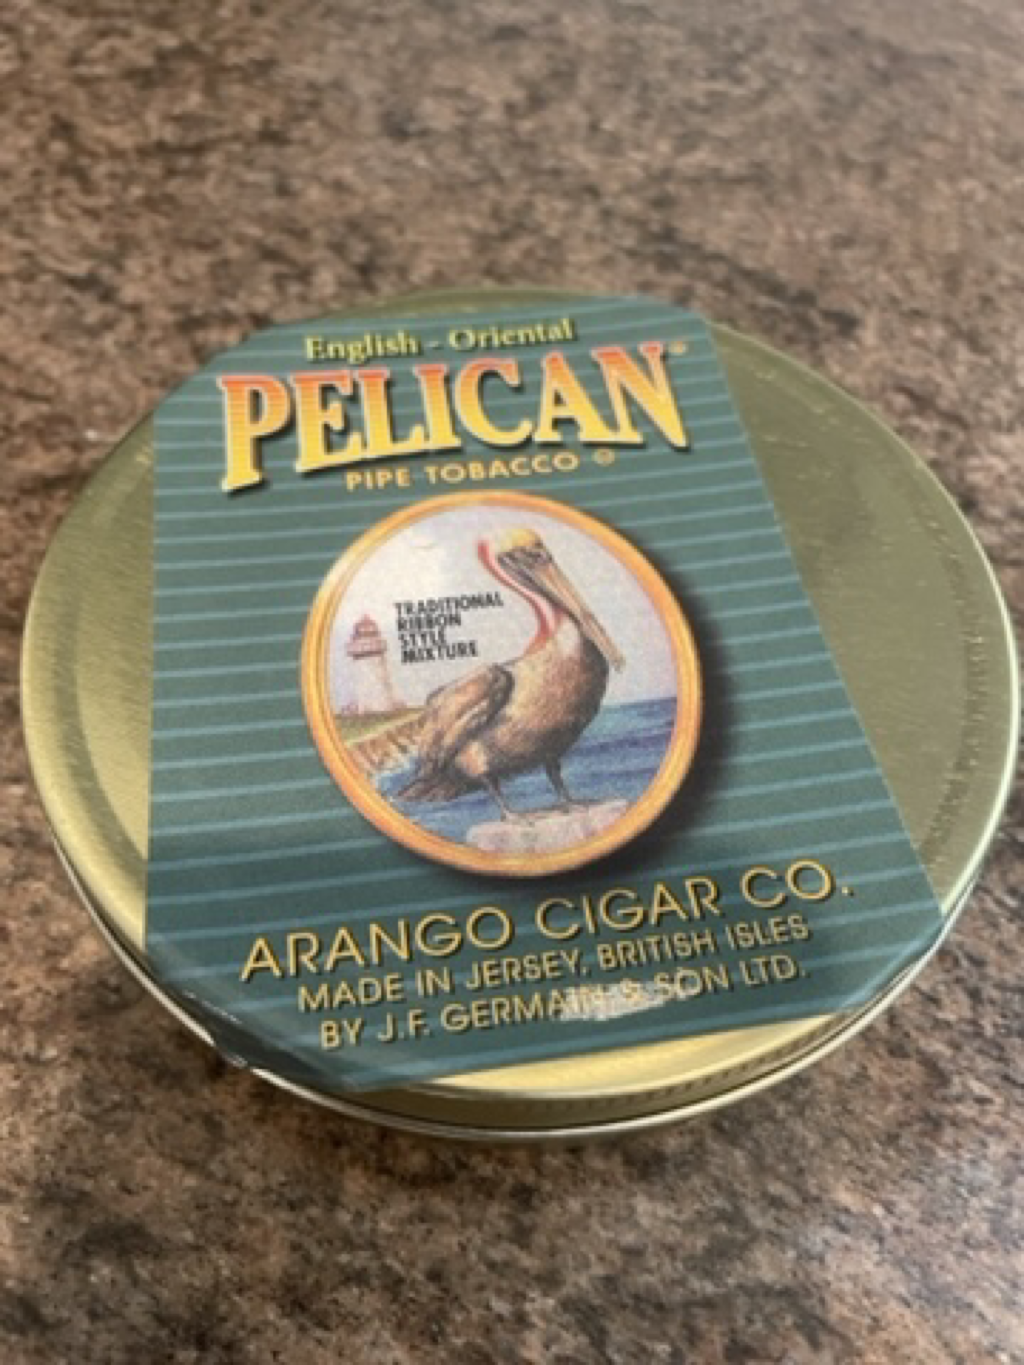 English - Oriental
PELICAN®
PIPE TOBACCO
TRADITIONAL
RIBBON
STYLE
MIXTURE
ARANGO CIGAR CO.
MADE IN JERSEY, BRITISH ISLES
BY J.F. GERMAIN & SON LTD.